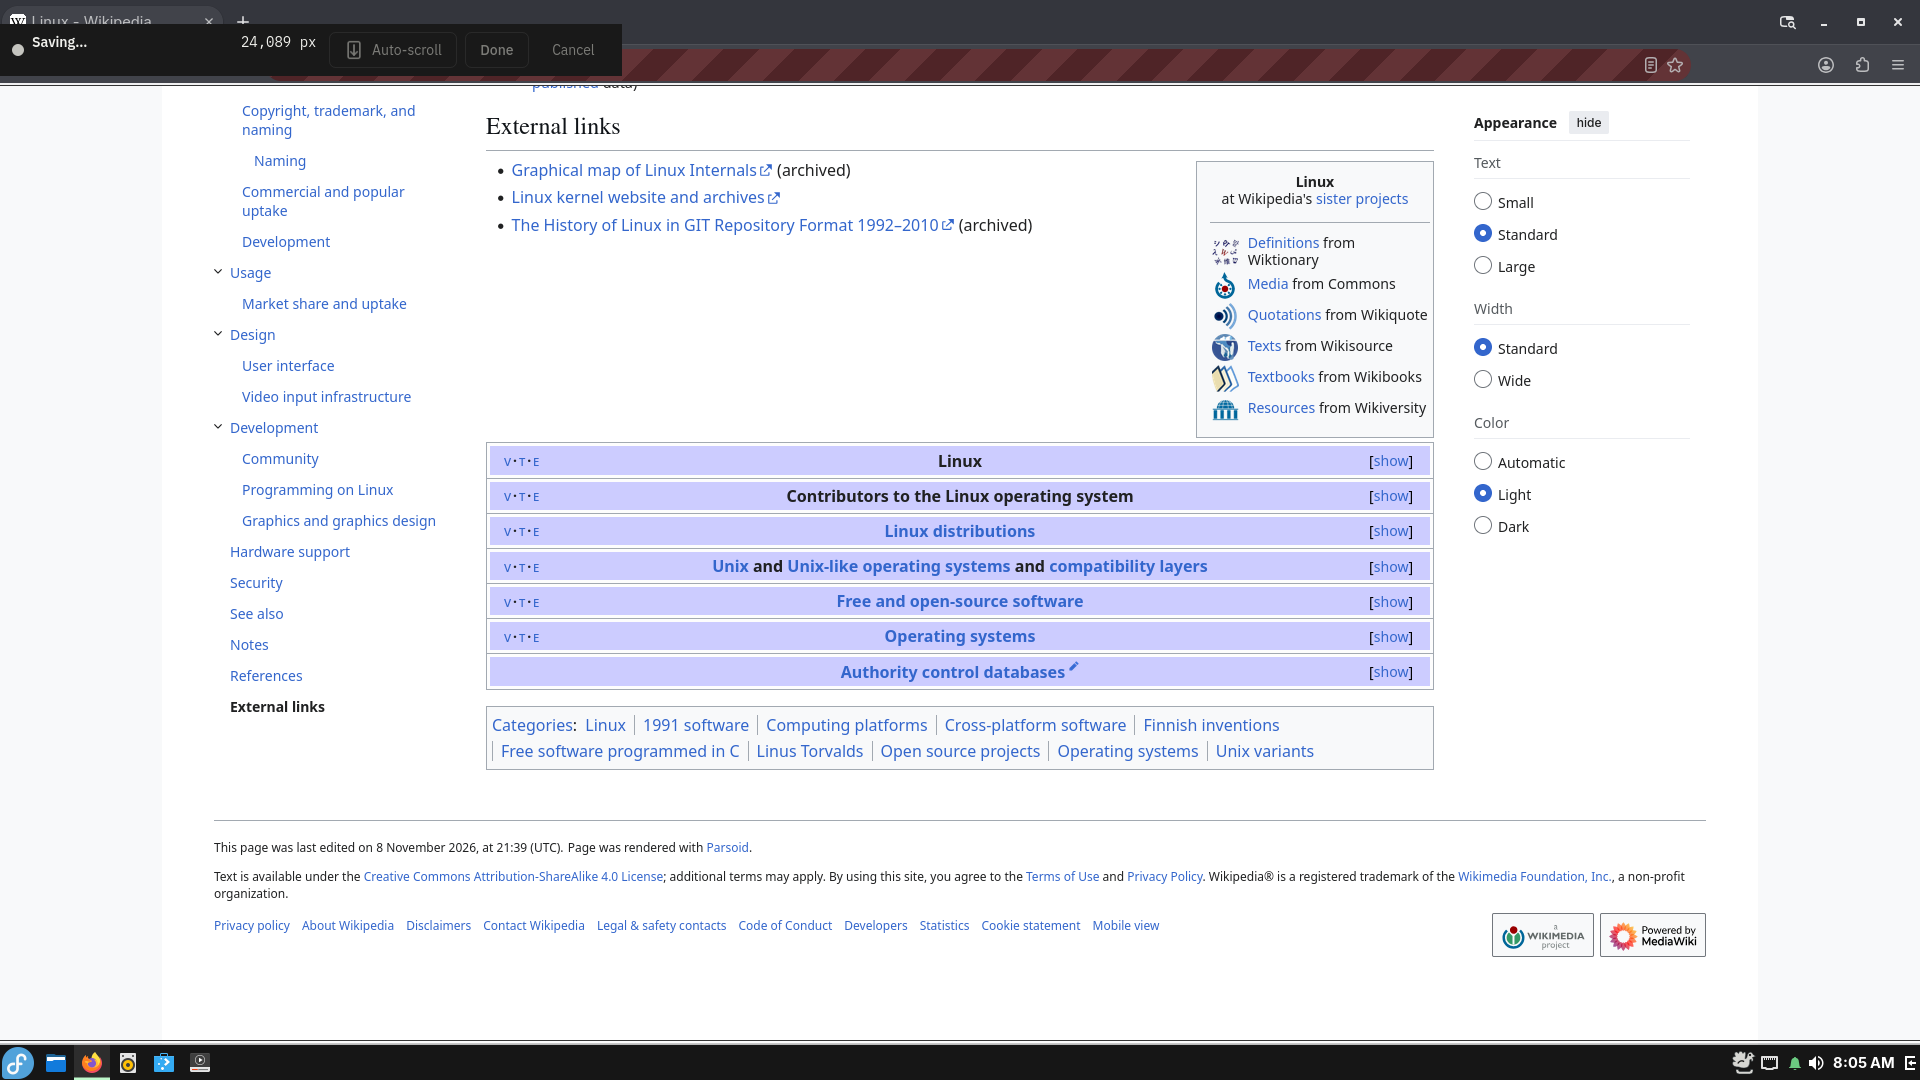 Linux - Wikipedia
Saving...
24,089 px
Auto-scroll
Done
Cancel
published data)
Copyright, trademark, and
naming
Naming
Commercial and popular
uptake
Development
Usage
Market share and uptake
Design
User interface
Video input infrastructure
Development
Community
Programming on Linux
Graphics and graphics design
Hardware support
Security
See also
Notes
References
External links
External links
Graphical map of Linux Internals (archived)
Linux kernel website and archives
The History of Linux in GIT Repository Format 1992–2010 (archived)
Linux
at Wikipedia's sister projects
Definitions from
Wiktionary
Media from Commons
Quotations from Wikiquote
Texts from Wikisource
Textbooks from Wikibooks
Resources from Wikiversity
V·T·E Linux [show]
V·T·E Contributors to the Linux operating system [show]
V·T·E Linux distributions [show]
V·T·E Unix and Unix-like operating systems and compatibility layers [show]
V·T·E Free and open-source software [show]
V·T·E Operating systems [show]
Authority control databases [show]
Categories: Linux | 1991 software | Computing platforms | Cross-platform software | Finnish inventions
| Free software programmed in C | Linus Torvalds | Open source projects | Operating systems | Unix variants
Appearance hide
Text
Small
Standard
Large
Width
Standard
Wide
Color
Automatic
Light
Dark
This page was last edited on 8 November 2026, at 21:39 (UTC). Page was rendered with Parsoid.
Text is available under the Creative Commons Attribution-ShareAlike 4.0 License; additional terms may apply. By using this site, you agree to the Terms of Use and Privacy Policy. Wikipedia® is a registered trademark of the Wikimedia Foundation, Inc., a non-profit
organization.
Privacy policy About Wikipedia Disclaimers Contact Wikipedia Legal & safety contacts Code of Conduct Developers Statistics Cookie statement Mobile view
a
WIKIMEDIA
project
Powered by
MediaWiki
8:05 AM